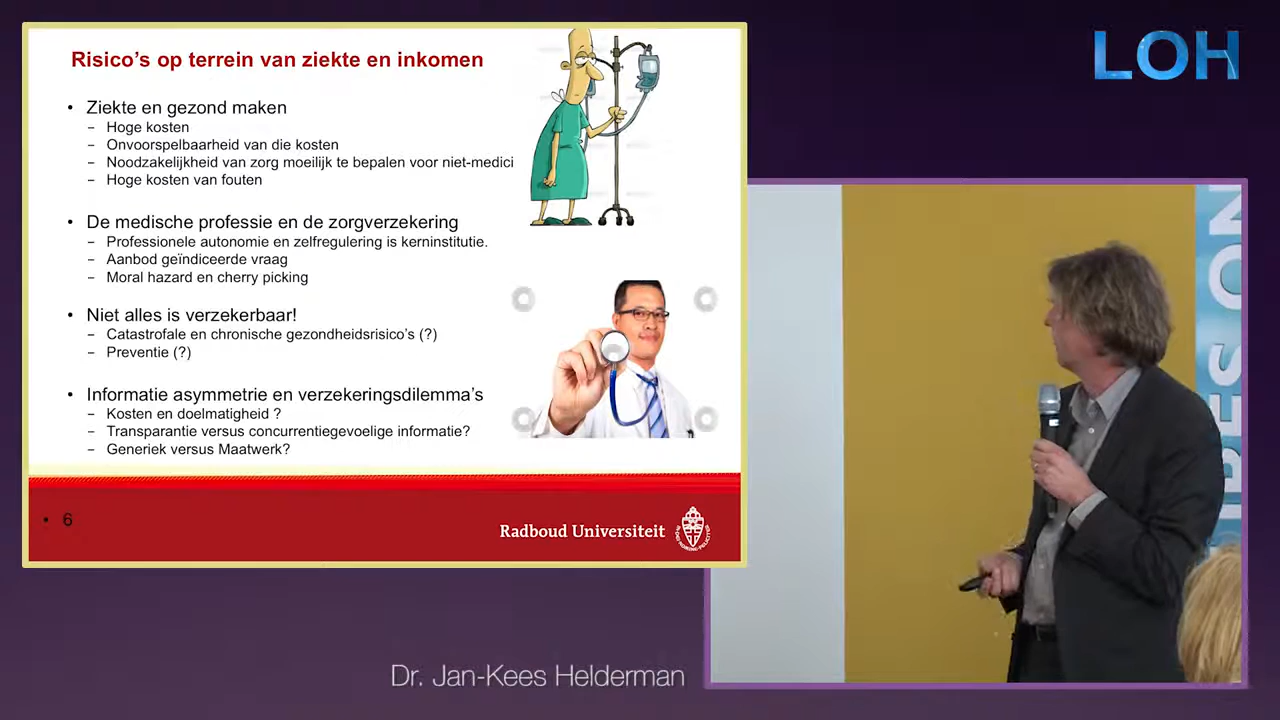 LOH
Risico's op terrein van ziekte en inkomen
• Ziekte en gezond maken
– Hoge kosten
– Onvoorspelbaarheid van die kosten
– Noodzakelijkheid van zorg moeilijk te bepalen voor niet-medici
– Hoge kosten van fouten
• De medische professie en de zorgverzekering
– Professionele autonomie en zelfregulering is kerninstitutie.
– Aanbod geïndiceerde vraag
– Moral hazard en cherry picking
• Niet alles is verzekerbaar!
– Catastrofale en chronische gezondheidsrisico's (?)
– Preventie (?)
• Informatie asymmetrie en verzekeringsdilemma's
– Kosten en doelmatigheid ?
– Transparantie versus concurrentiegevoelige informatie?
– Generiek versus Maatwerk?
• 6
Radboud Universiteit
Dr. Jan-Kees Helderman